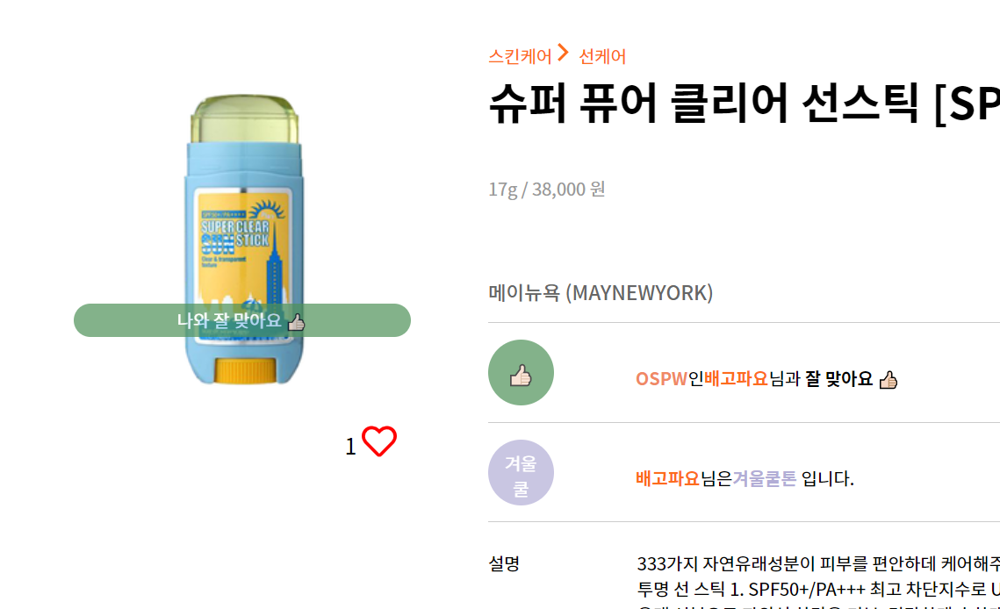 스킨케어 > 선케어
슈퍼 퓨어 클리어 선스틱 [SP
17g / 38,000 원
메이뉴욕 (MAYNEWYORK)
SUPER CLEAR
SUN STICK
Clear & transparent
texture
나와 잘 맞아요 👍
1
OSPW인배고파요님과 잘 맞아요 👍
겨울
쿨
배고파요님은겨울쿨톤 입니다.
설명
333가지 자연유래성분이 피부를 편안하데 케어해주
투명 선 스틱 1. SPF50+/PA+++ 최고 차단지수로 U